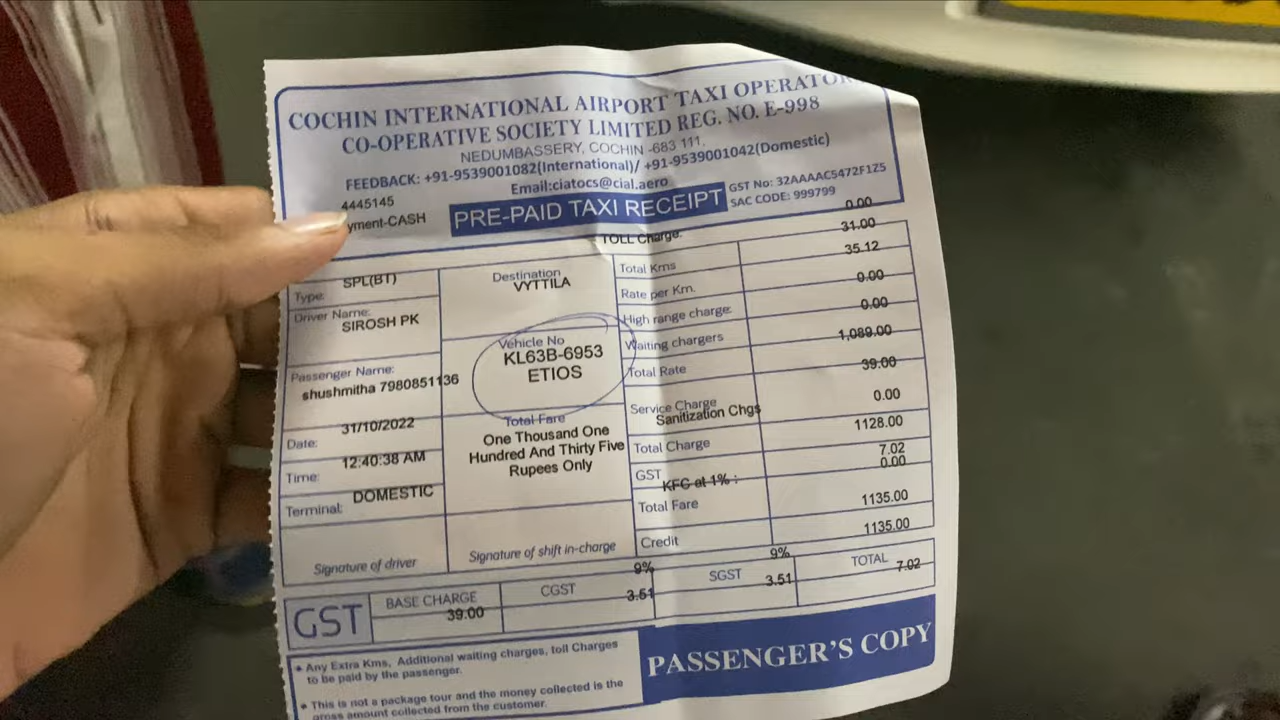 COCHIN INTERNATIONAL AIRPORT TAXI OPERATOR
CO-OPERATIVE SOCIETY LIMITED REG. NO. E-998
NEDUMBASSERY, COCHIN -683 111.
FEEDBACK: +91-9539001082(International)/ +91-9539001042(Domestic)
Email:ciatocs@cial.aero
4445145
yment-CASH
PRE-PAID TAXI RECEIPT
GST No: 32AAAAC5472F1Z5
SAC CODE: 999799
TOLL Charge: 0.00
Type: SPL(BT)
Driver Name:
SIROSH PK
Passenger Name:
shushmitha 7980851136
Date: 31/10/2022
Time: 12:40:38 AM
Terminal: DOMESTIC
Signature of driver
Destination
VYTTILA
Vehicle No
KL63B-6953
ETIOS
Total Fare
One Thousand One
Hundred And Thirty Five
Rupees Only
Signature of shift in-charge
Total Kms 31.00
Rate per Km. 35.12
High range charge: 0.00
Waiting chargers 0.00
Total Rate 1,089.00
Service Charge 39.00
Sanitization Chgs 0.00
Total Charge 1128.00
GST 7.02
KFC at 1% : 0.00
Total Fare 1135.00
Credit 1135.00
GST
BASE CHARGE
39.00
CGST 9%
3.51
SGST 9%
3.51
TOTAL
7.02
* Any Extra Kms, Additional waiting charges, toll Charges
to be paid by the passenger.
* This is not a package tour and the money collected is the
gross amount collected from the customer.
PASSENGER'S COPY